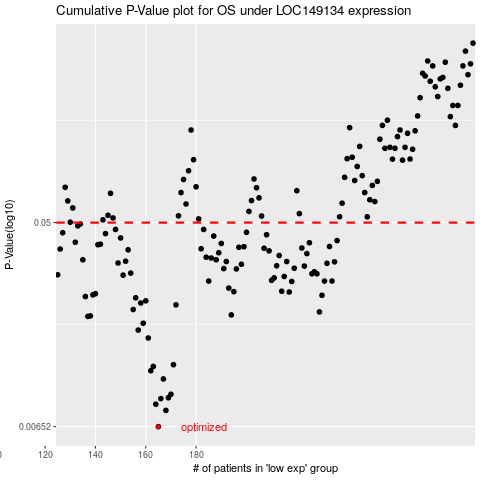 Cumulative P-Value plot for OS under LOC149134 expression
P-Value(log10)
0.05
0.00652
optimized
0 120 140 160 180
# of patients in 'low exp' group